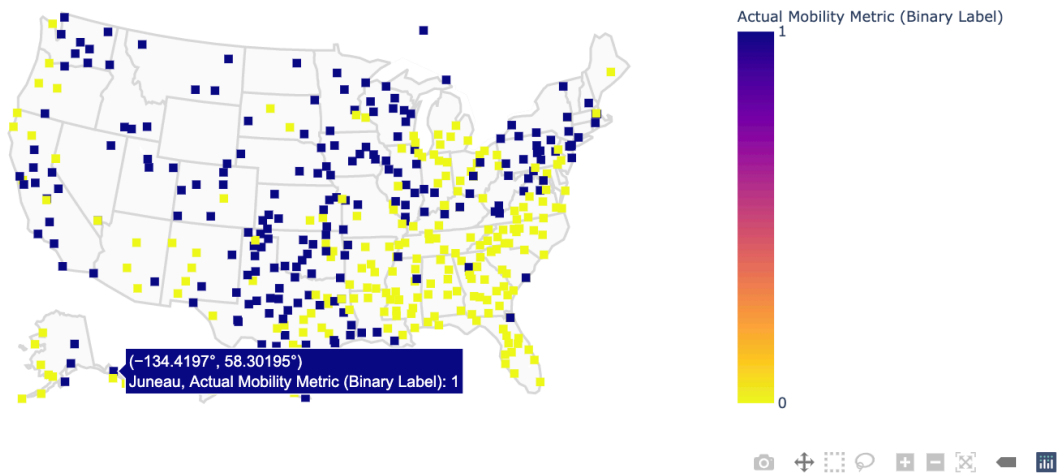 Actual Mobility Metric (Binary Label)
1
(−134.4197°, 58.30195°)
Juneau, Actual Mobility Metric (Binary Label): 1
0